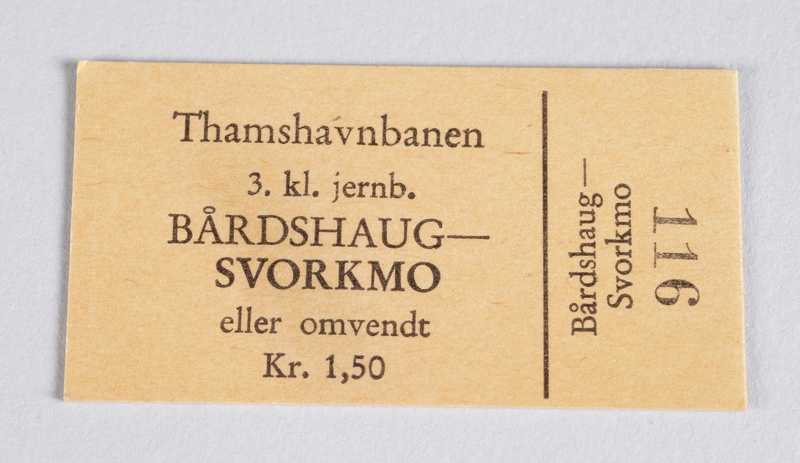 Thamshavnbanen
3. kl. jernb.
BÅRDSHAUG—
SVORKMO
eller omvendt
Kr. 1,50
Bårdshaug—
Svorkmo
116